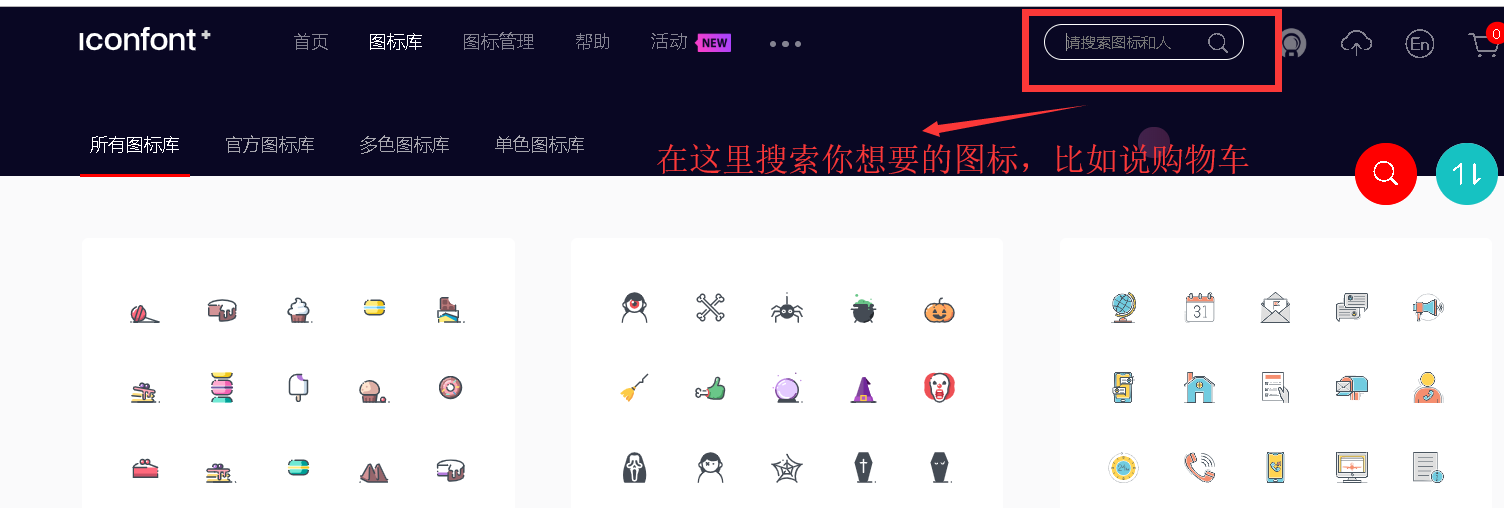 iconfont+
首页 图标库 图标管理 帮助 活动 NEW
请搜索图标和人
En
0
所有图标库 官方图标库 多色图标库 单色图标库
在这里搜索你想要的图标，比如说购物车
31